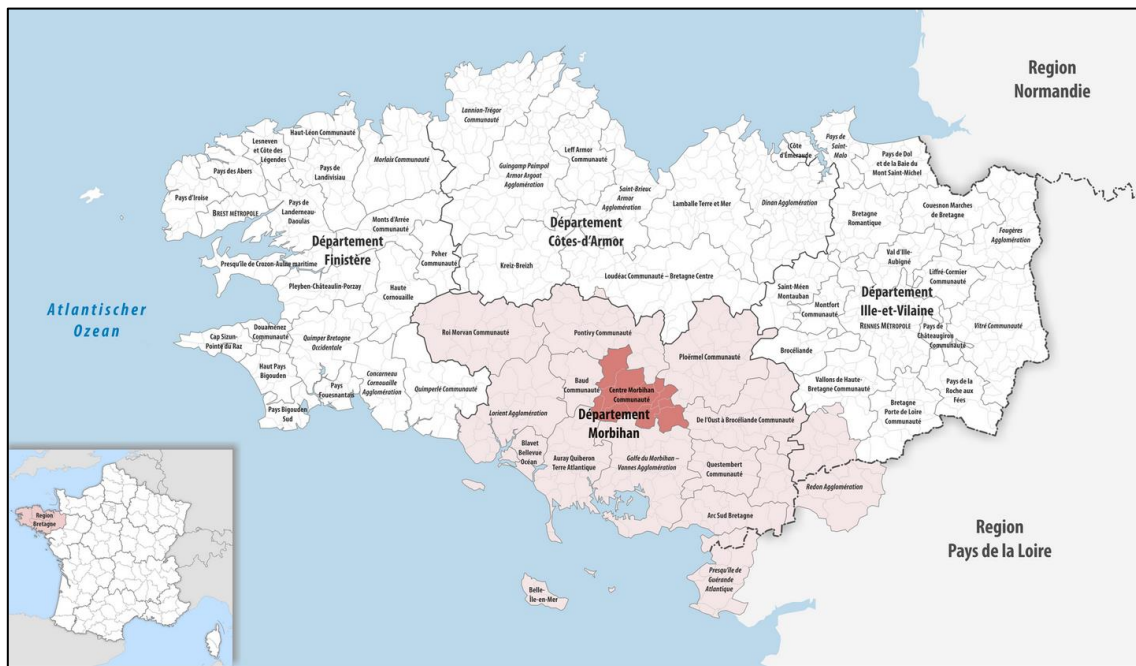 Region
Normandie
Lannion-Trégor
Communauté
Haut-Léon Communauté
Lesneven
et Côte des
Légendes
Morlaix Communauté
Leff Armor
Communauté
Côte
d'Emeraude
Pays de
Saint-
Malo
Pays des Abers
Pays de
Landivisiau
Guingamp Paimpol
Armor Argoat
Agglomération
Pays de Dol
et de la Baie du
Mont Saint-Michel
Pays d'Iroise
Brest métropole
Pays de
Landerneau-
Daoulas
Saint-Brieuc
Armor
Agglomération
Lamballe Terre et Mer
Dinan Agglomération
Bretagne
Romantique
Couesnon Marches
de Bretagne
Fougères
Agglomération
Monts d'Arrée
Communauté
Département
Finistère
Département
Côtes-d'Armor
Val d'Ille-
Aubigné
Presqu'île de Crozon-Aulne maritime
Poher
Communauté
Kreiz-Breizh
Loudéac Communauté – Bretagne Centre
Liffré-Cormier
Communauté
Pleyben-Châteaulin-Porzay
Haute
Cornouaille
Saint-Méen
Montauban
Montfort
Communauté
Département
Ille-et-Vilaine
Rennes Métropole
Pays de
Châteaugiron
Communauté
Vitré Communauté
Atlantischer
Ozean
Cap Sizun-
Pointe du Raz
Douarnenez
Communauté
Quimper Bretagne
Occidentale
Roi Morvan Communauté
Pontivy Communauté
Ploërmel Communauté
Brocéliande
Haut Pays
Bigouden
Concarneau
Cornouaille
Agglomération
Quimperlé Communauté
Baud
Communauté
Centre Morbihan
Communauté
Vallons de Haute-
Bretagne Communauté
Pays de la
Roche aux
Fées
Pays
Fouesnantais
Pays Bigouden
Sud
Lorient Agglomération
Département
Morbihan
De l'Oust à Brocéliande Communauté
Bretagne
Porte de Loire
Communauté
Blavet
Bellevue
Océan
Auray Quiberon
Terre Atlantique
Golfe du Morbihan –
Vannes Agglomération
Questembert
Communauté
Redon Agglomération
Arc Sud Bretagne
Region
Pays de la Loire
Presqu'île de
Guérande
Atlantique
Belle-
Île-en-Mer
Region
Bretagne